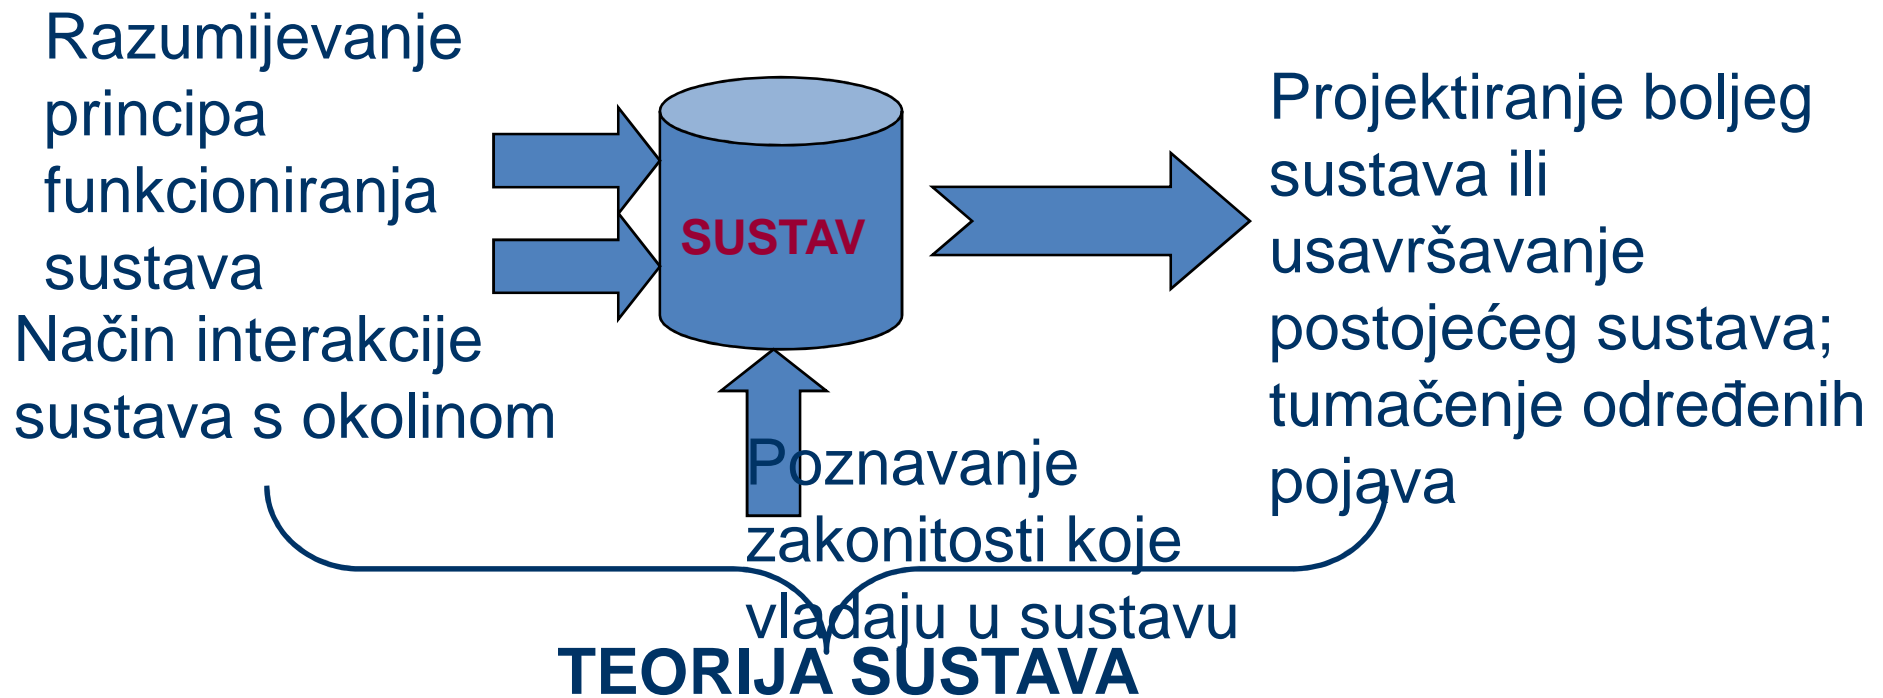 Razumijevanje
principa
funkcioniranja
sustava
Način interakcije
sustava s okolinom
SUSTAV
Poznavanje
zakonitosti koje
vladaju u sustavu
Projektiranje boljeg
sustava ili
usavršavanje
postojećeg sustava;
tumačenje određenih
pojava
TEORIJA SUSTAVA